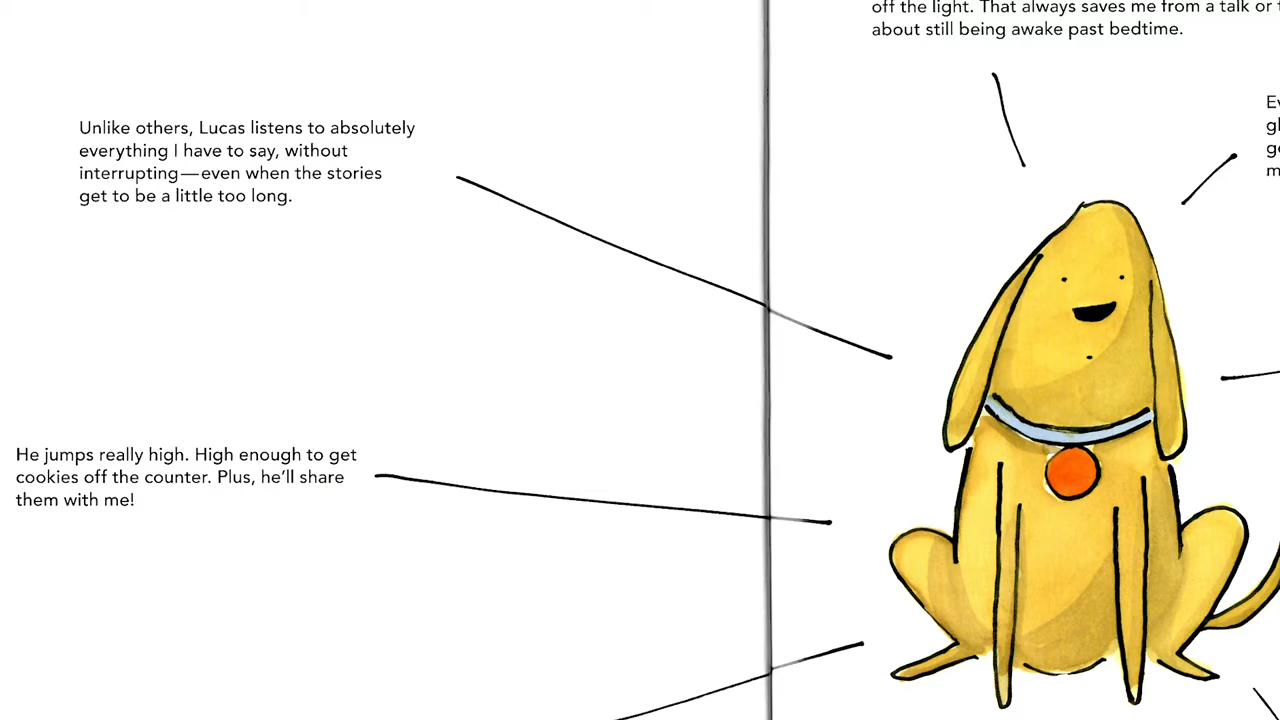 off the light. That always saves me from a talk or
about still being awake past bedtime.
Unlike others, Lucas listens to absolutely
everything I have to say, without
interrupting—even when the stories
get to be a little too long.
He jumps really high. High enough to get
cookies off the counter. Plus, he'll share
them with me!